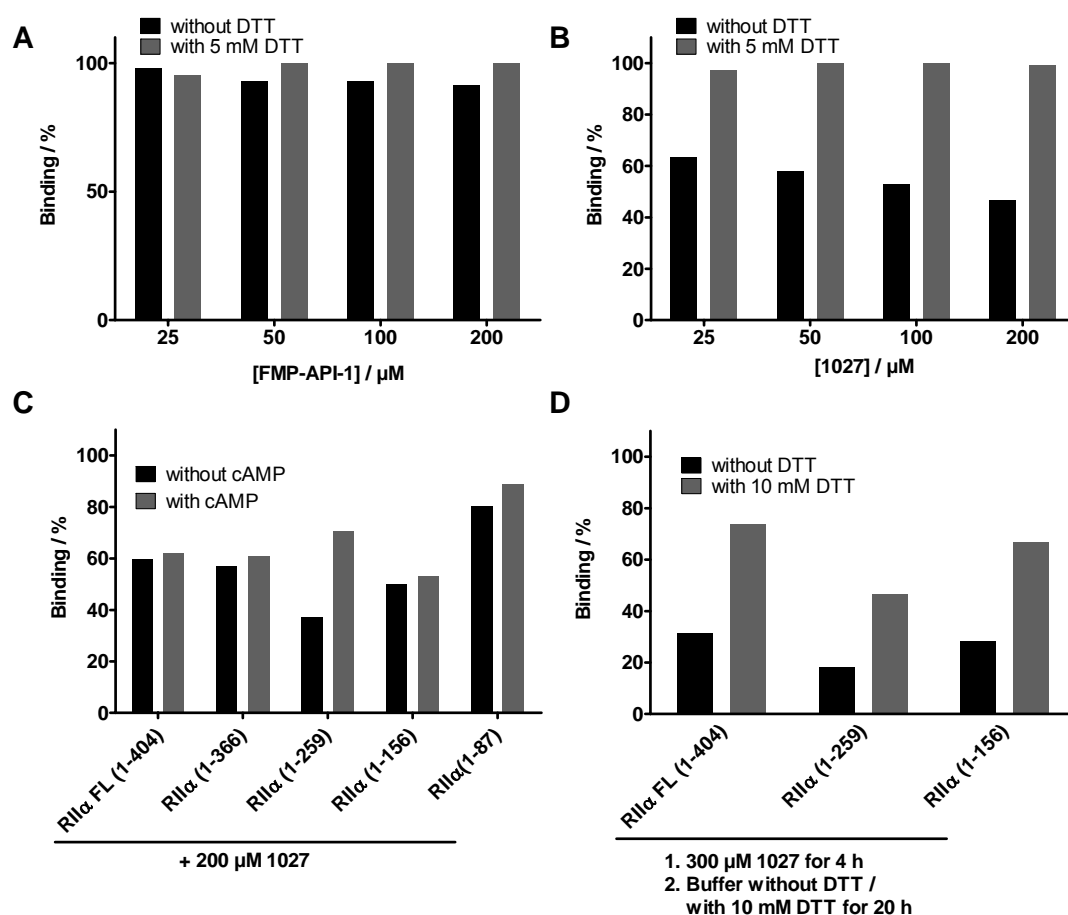 A
without DTT
with 5 mM DTT
Binding / %
100
50
0
25 50 100 200
[FMP-API-1] / µM
B
without DTT
with 5 mM DTT
Binding / %
100
80
60
40
20
0
25 50 100 200
[1027] / µM
C
without cAMP
with cAMP
Binding / %
100
80
60
40
20
0
RIIα FL (1-404)
RIIα (1-366)
RIIα (1-259)
RIIα (1-156)
RIIα(1-87)
+ 200 µM 1027
D
without DTT
with 10 mM DTT
Binding / %
100
80
60
40
20
0
RIIα FL (1-404)
RIIα (1-259)
RIIα (1-156)
1. 300 µM 1027 for 4 h
2. Buffer without DTT /
with 10 mM DTT for 20 h